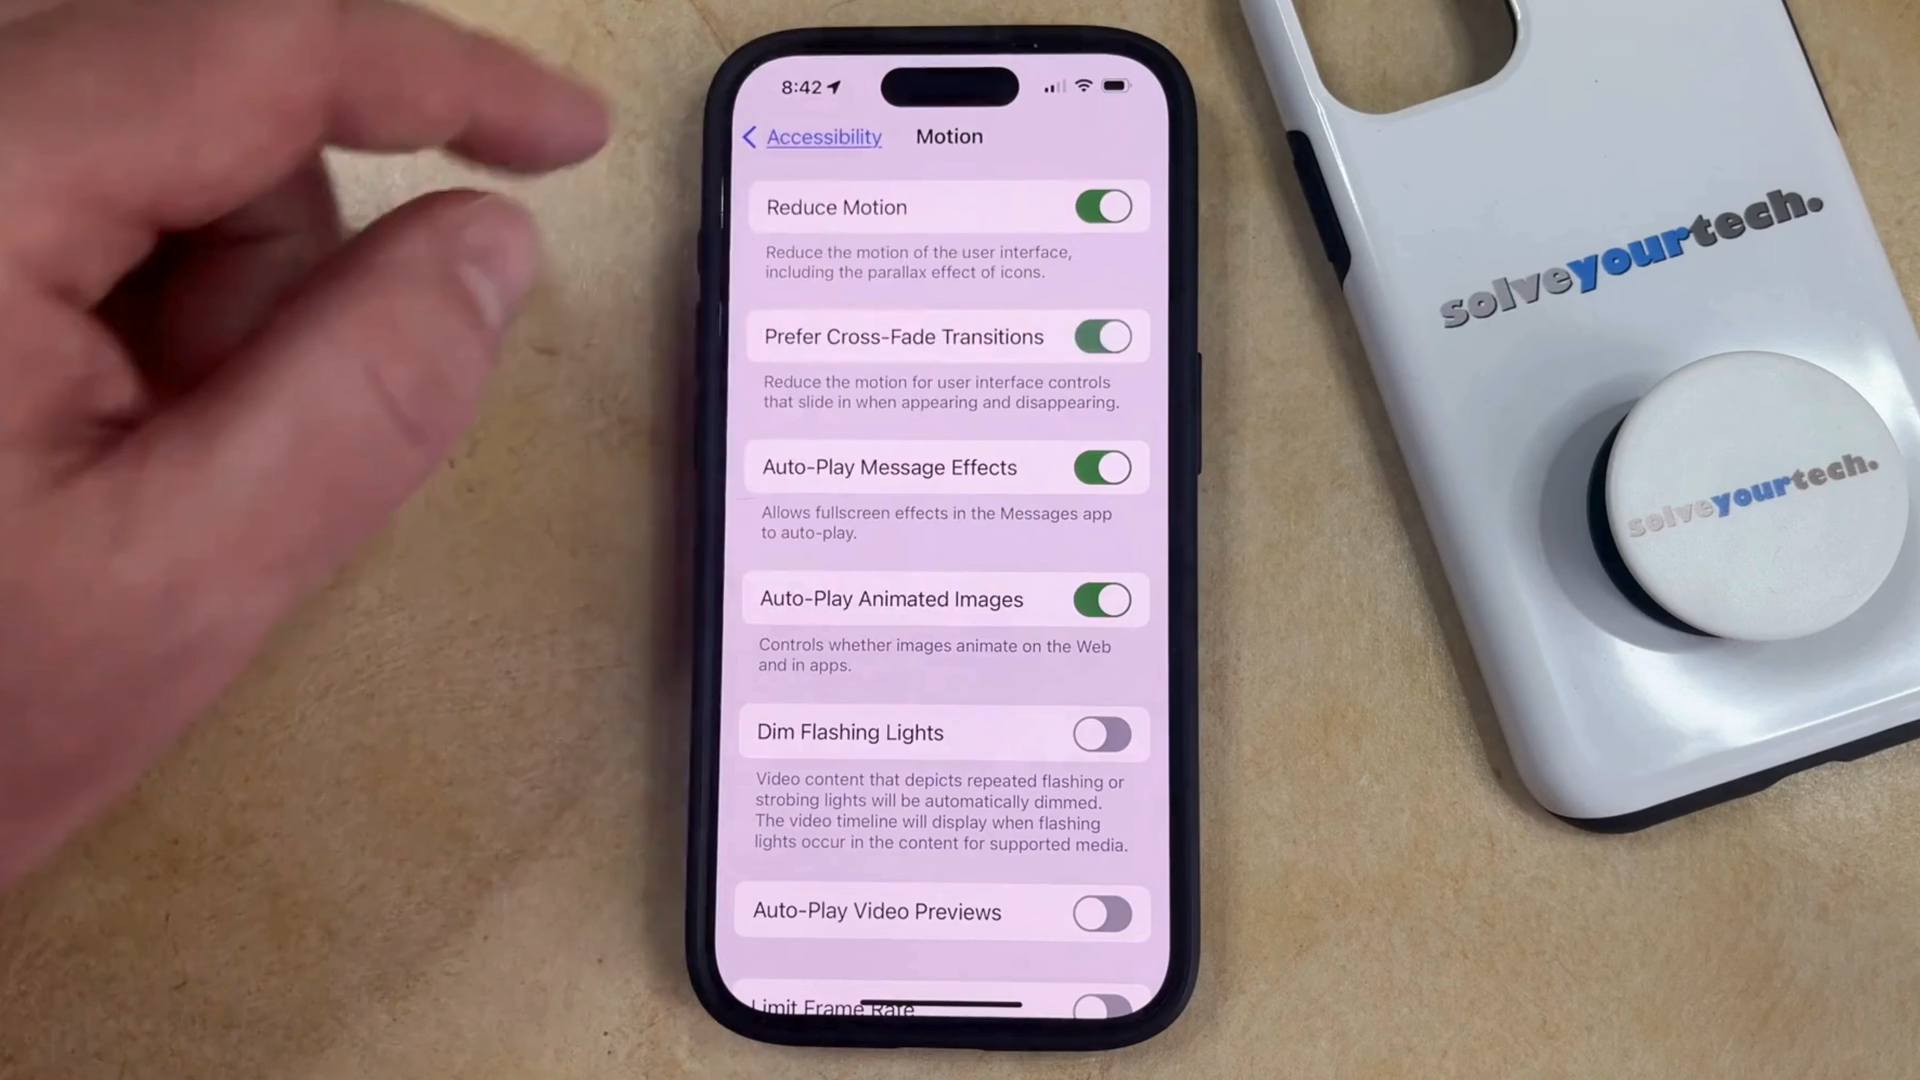 8:42
Accessibility
Motion
Reduce Motion
Reduce the motion of the user interface,
including the parallax effect of icons.
Prefer Cross-Fade Transitions
Reduce the motion for user interface controls
that slide in when appearing and disappearing.
Auto-Play Message Effects
Allows fullscreen effects in the Messages app
to auto-play.
Auto-Play Animated Images
Controls whether images animate on the Web
and in apps.
Dim Flashing Lights
Video content that depicts repeated flashing or
strobing lights will be automatically dimmed.
The video timeline will display when flashing
lights occur in the content for supported media.
Auto-Play Video Previews
Limit Frame Rate
solveyourtech.
solveyourtech.